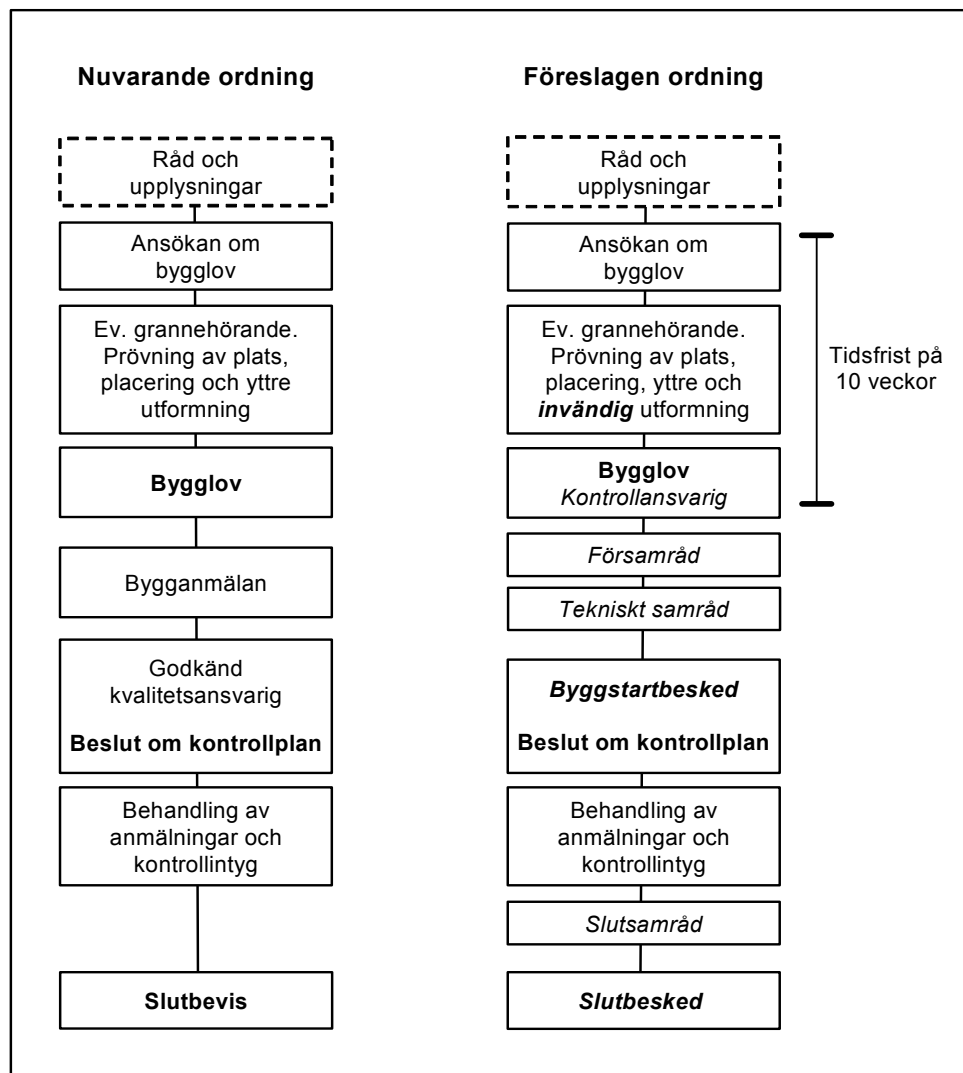 Nuvarande ordning
Råd och
upplysningar
Ansökan om
bygglov
Ev. grannehörande.
Prövning av plats,
placering och yttre
utformning
Bygglov
Bygganmälan
Godkänd
kvalitetsansvarig
Beslut om kontrollplan
Behandling av
anmälningar och
kontrollintyg
Slutbevis
Föreslagen ordning
Råd och
upplysningar
Ansökan om
bygglov
Ev. grannehörande.
Prövning av plats,
placering, yttre och
invändig utformning
Bygglov
Kontrollansvarig
Församråd
Tekniskt samråd
Byggstartbesked
Beslut om kontrollplan
Behandling av
anmälningar och
kontrollintyg
Slutsamråd
Slutbesked
Tidsfrist på
10 veckor